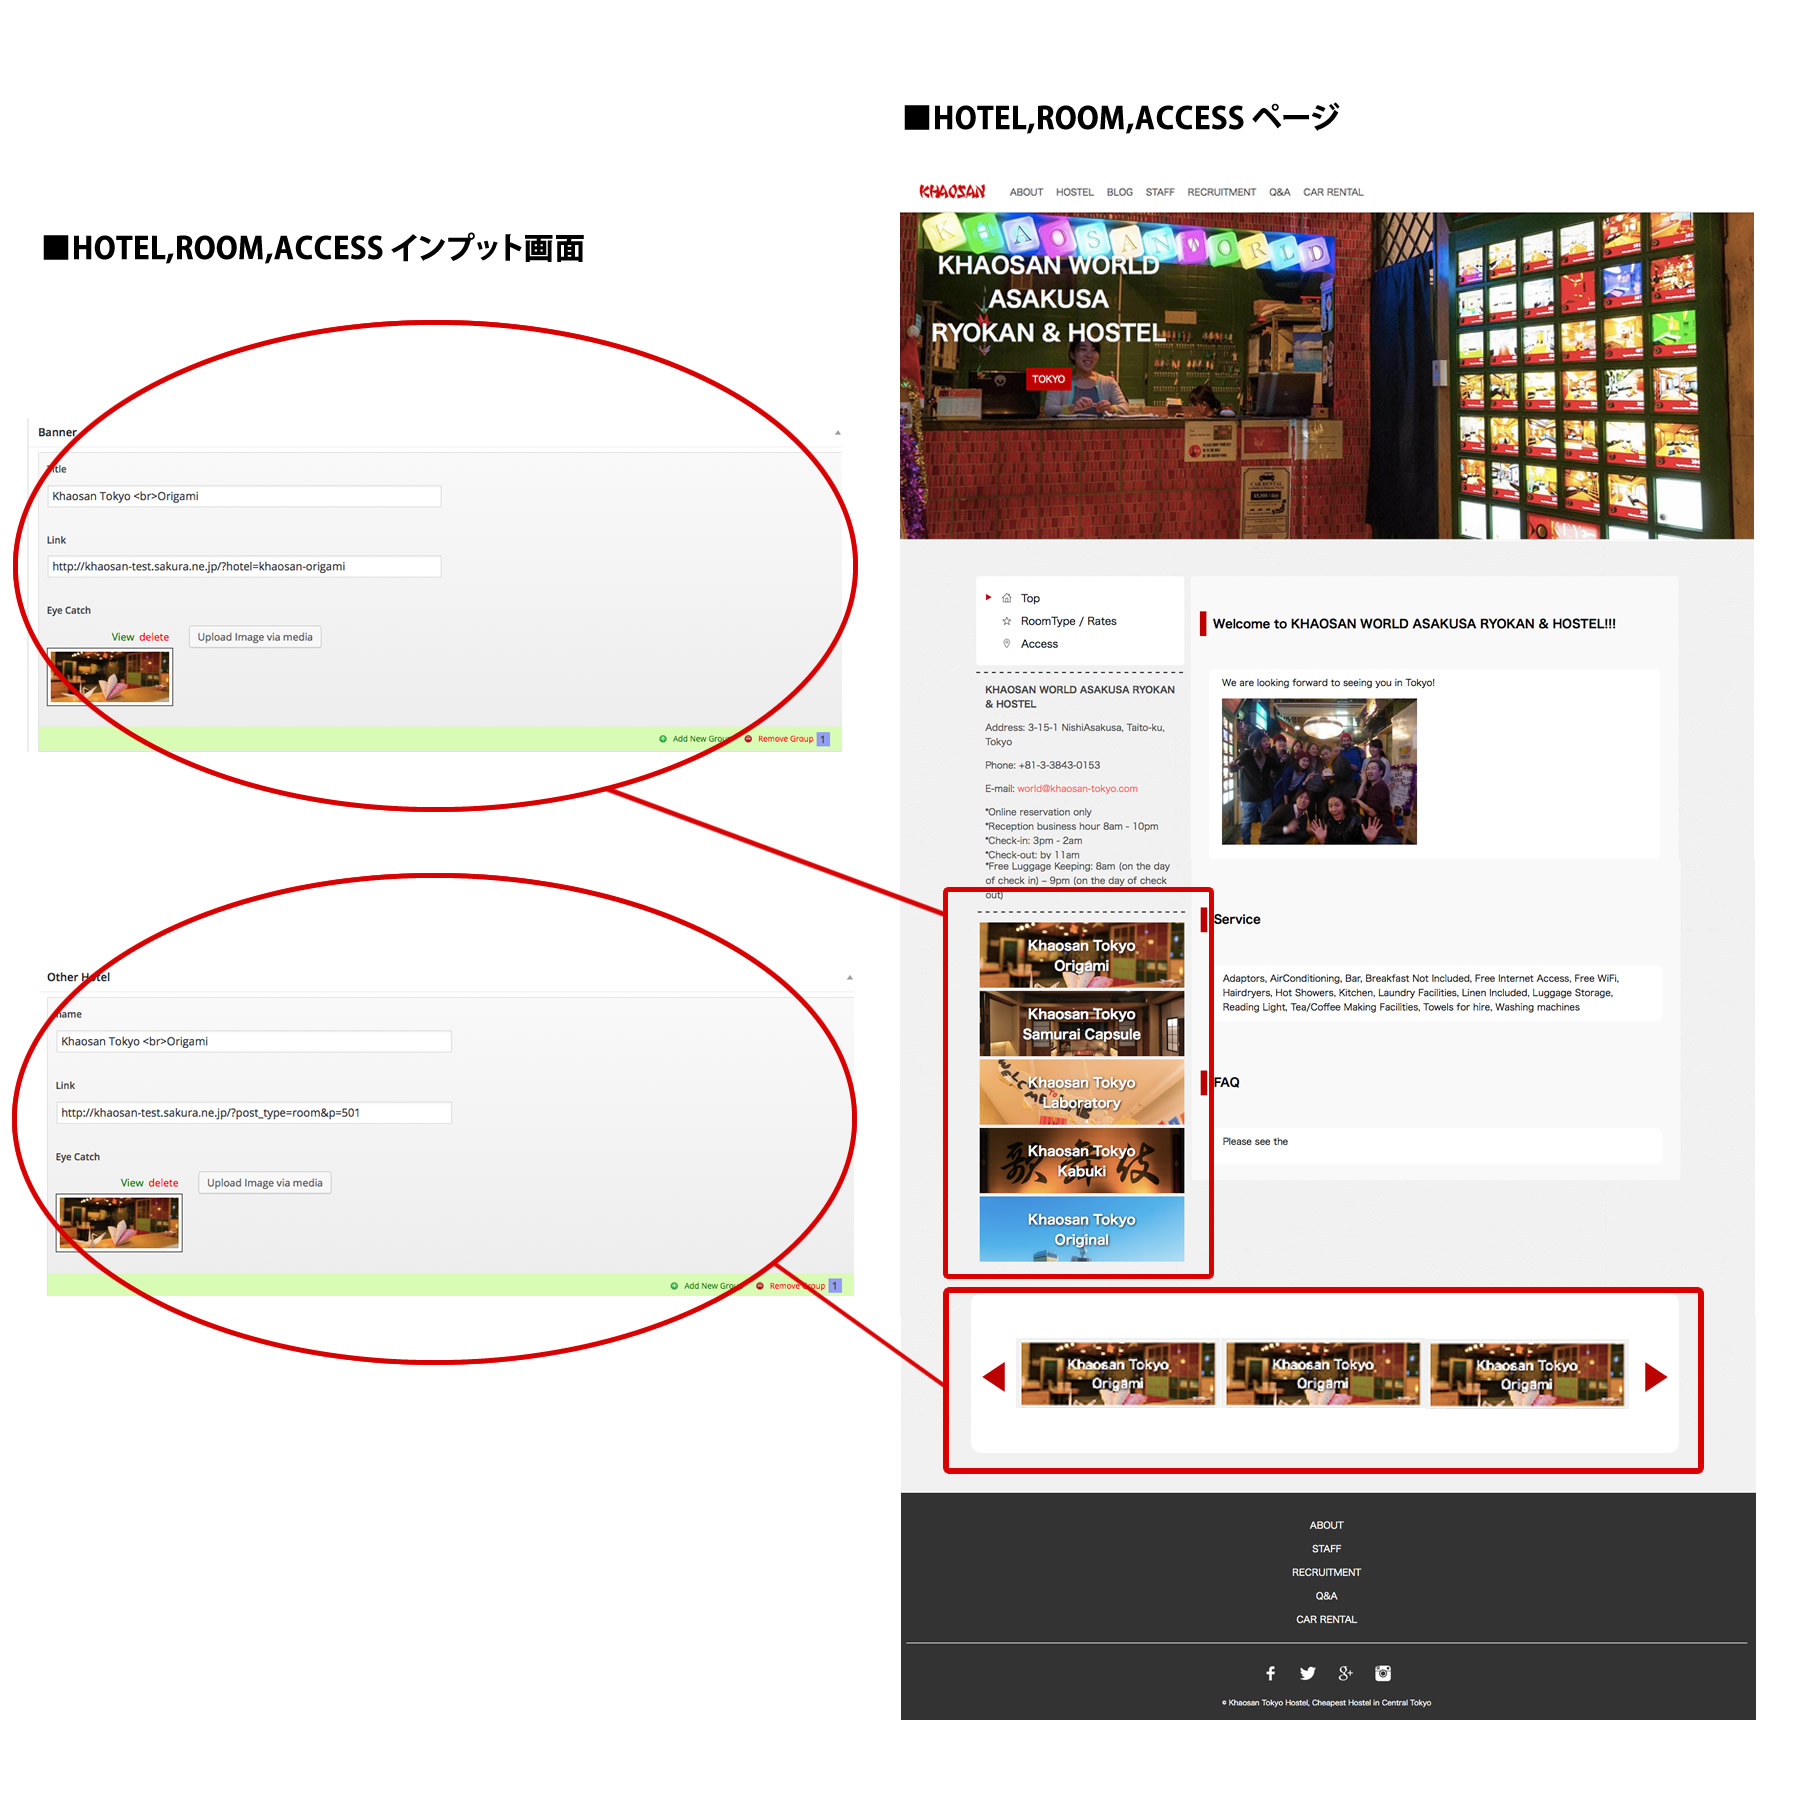 ■HOTEL,ROOM,ACCESS インプット画面
Banner
Title
Khaosan Tokyo <br>Origami
Link
http://khaosan-test.sakura.ne.jp/?hotel=khaosan-origami
Eye Catch
View delete Upload Image via media
Add New Group Remove Group 1
Other Hotel
name
Khaosan Tokyo <br>Origami
Link
http://khaosan-test.sakura.ne.jp/?post_type=room&p=501
Eye Catch
View delete Upload Image via media
Add New Group Remove Group 1
■HOTEL,ROOM,ACCESS ページ
KHAOSAN ABOUT HOSTEL BLOG STAFF RECRUITMENT Q&A CAR RENTAL
KHAOSANWORLD
KHAOSAN WORLD
ASAKUSA
RYOKAN & HOSTEL
TOKYO
CAR RENTAL
Top
RoomType / Rates
Access
KHAOSAN WORLD ASAKUSA RYOKAN
& HOSTEL
Address: 3-15-1 NishiAsakusa, Taito-ku,
Tokyo
Phone: +81-3-3843-0153
E-mail: world@khaosan-tokyo.com
*Online reservation only
*Reception business hour 8am - 10pm
*Check-in: 3pm - 2am
*Check-out: by 11am
*Free Luggage Keeping: 8am (on the day
of check in) – 9pm (on the day of check
out)
Khaosan Tokyo
Origami
Khaosan Tokyo
Samurai Capsule
Khaosan Tokyo
Laboratory
歌舞伎
Khaosan Tokyo
Kabuki
Khaosan Tokyo
Original
Welcome to KHAOSAN WORLD ASAKUSA RYOKAN & HOSTEL!!!
We are looking forward to seeing you in Tokyo!
Service
Adaptors, AirConditioning, Bar, Breakfast Not Included, Free Internet Access, Free WiFi,
Hairdryers, Hot Showers, Kitchen, Laundry Facilities, Linen Included, Luggage Storage,
Reading Light, Tea/Coffee Making Facilities, Towels for hire, Washing machines
FAQ
Please see the
Khaosan Tokyo
Origami
Khaosan Tokyo
Origami
Khaosan Tokyo
Origami
ABOUT
STAFF
RECRUITMENT
Q&A
CAR RENTAL
© Khaosan Tokyo Hostel, Cheapest Hostel in Central Tokyo